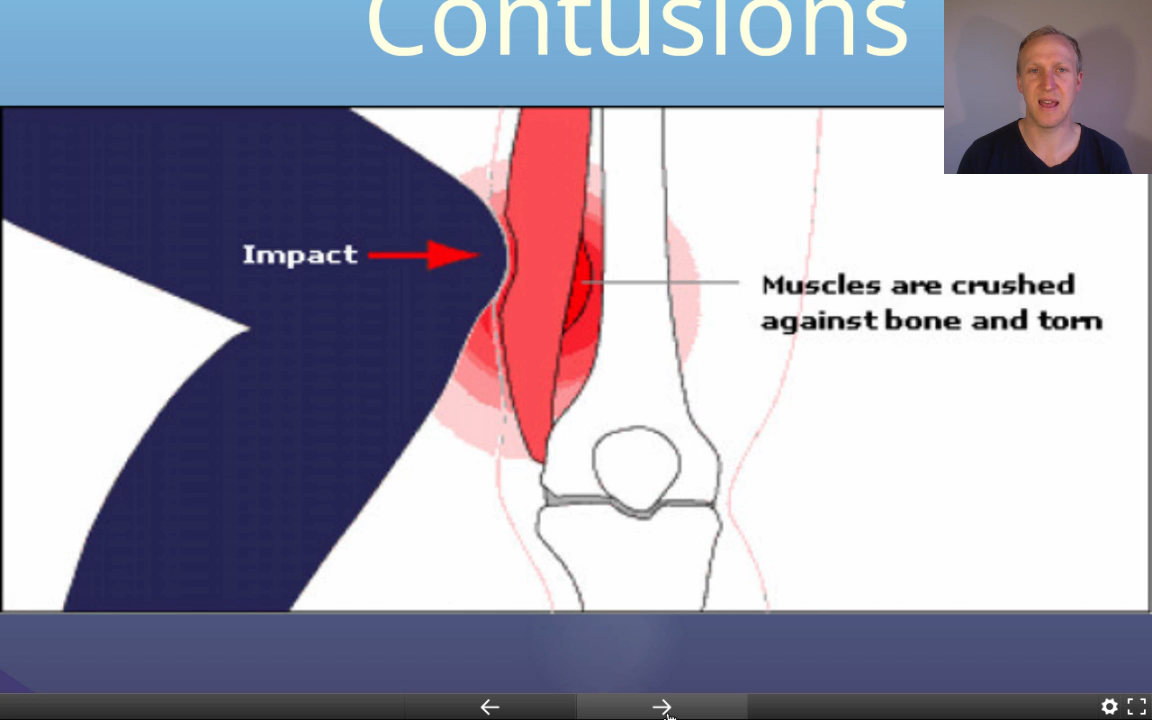 Contusions
Impact
Muscles are crushed
against bone and torn